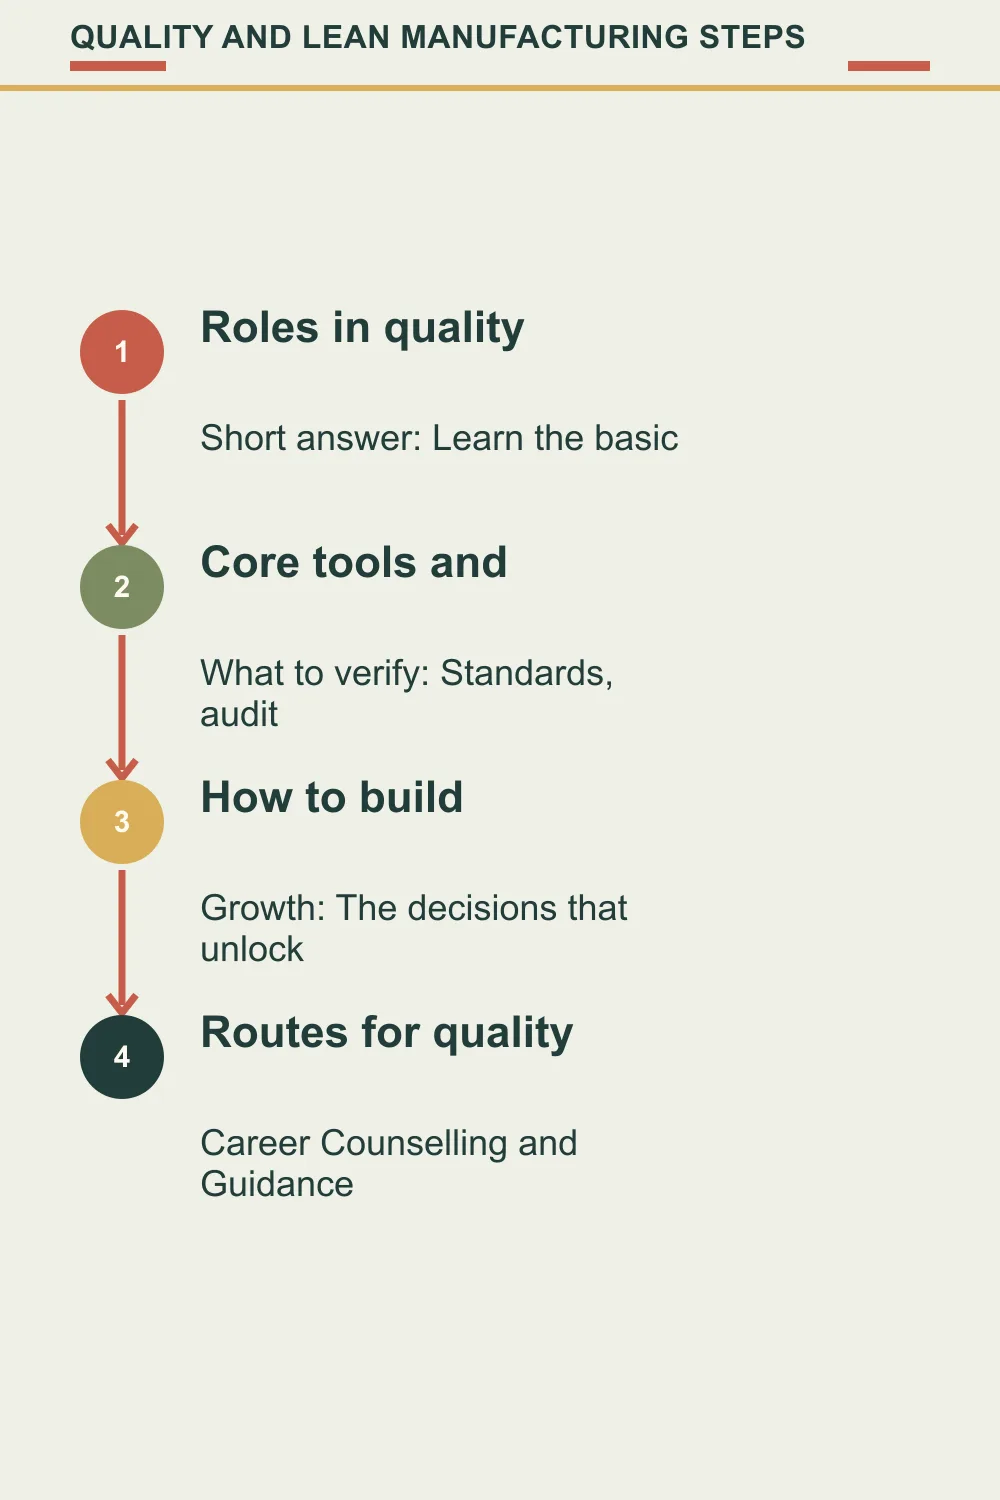 QUALITY AND LEAN MANUFACTURING STEPS
1
Roles in quality
Short answer: Learn the basic
2
Core tools and
What to verify: Standards,
audit
3
How to build
Growth: The decisions that
unlock
4
Routes for quality
Career Counselling and
Guidance